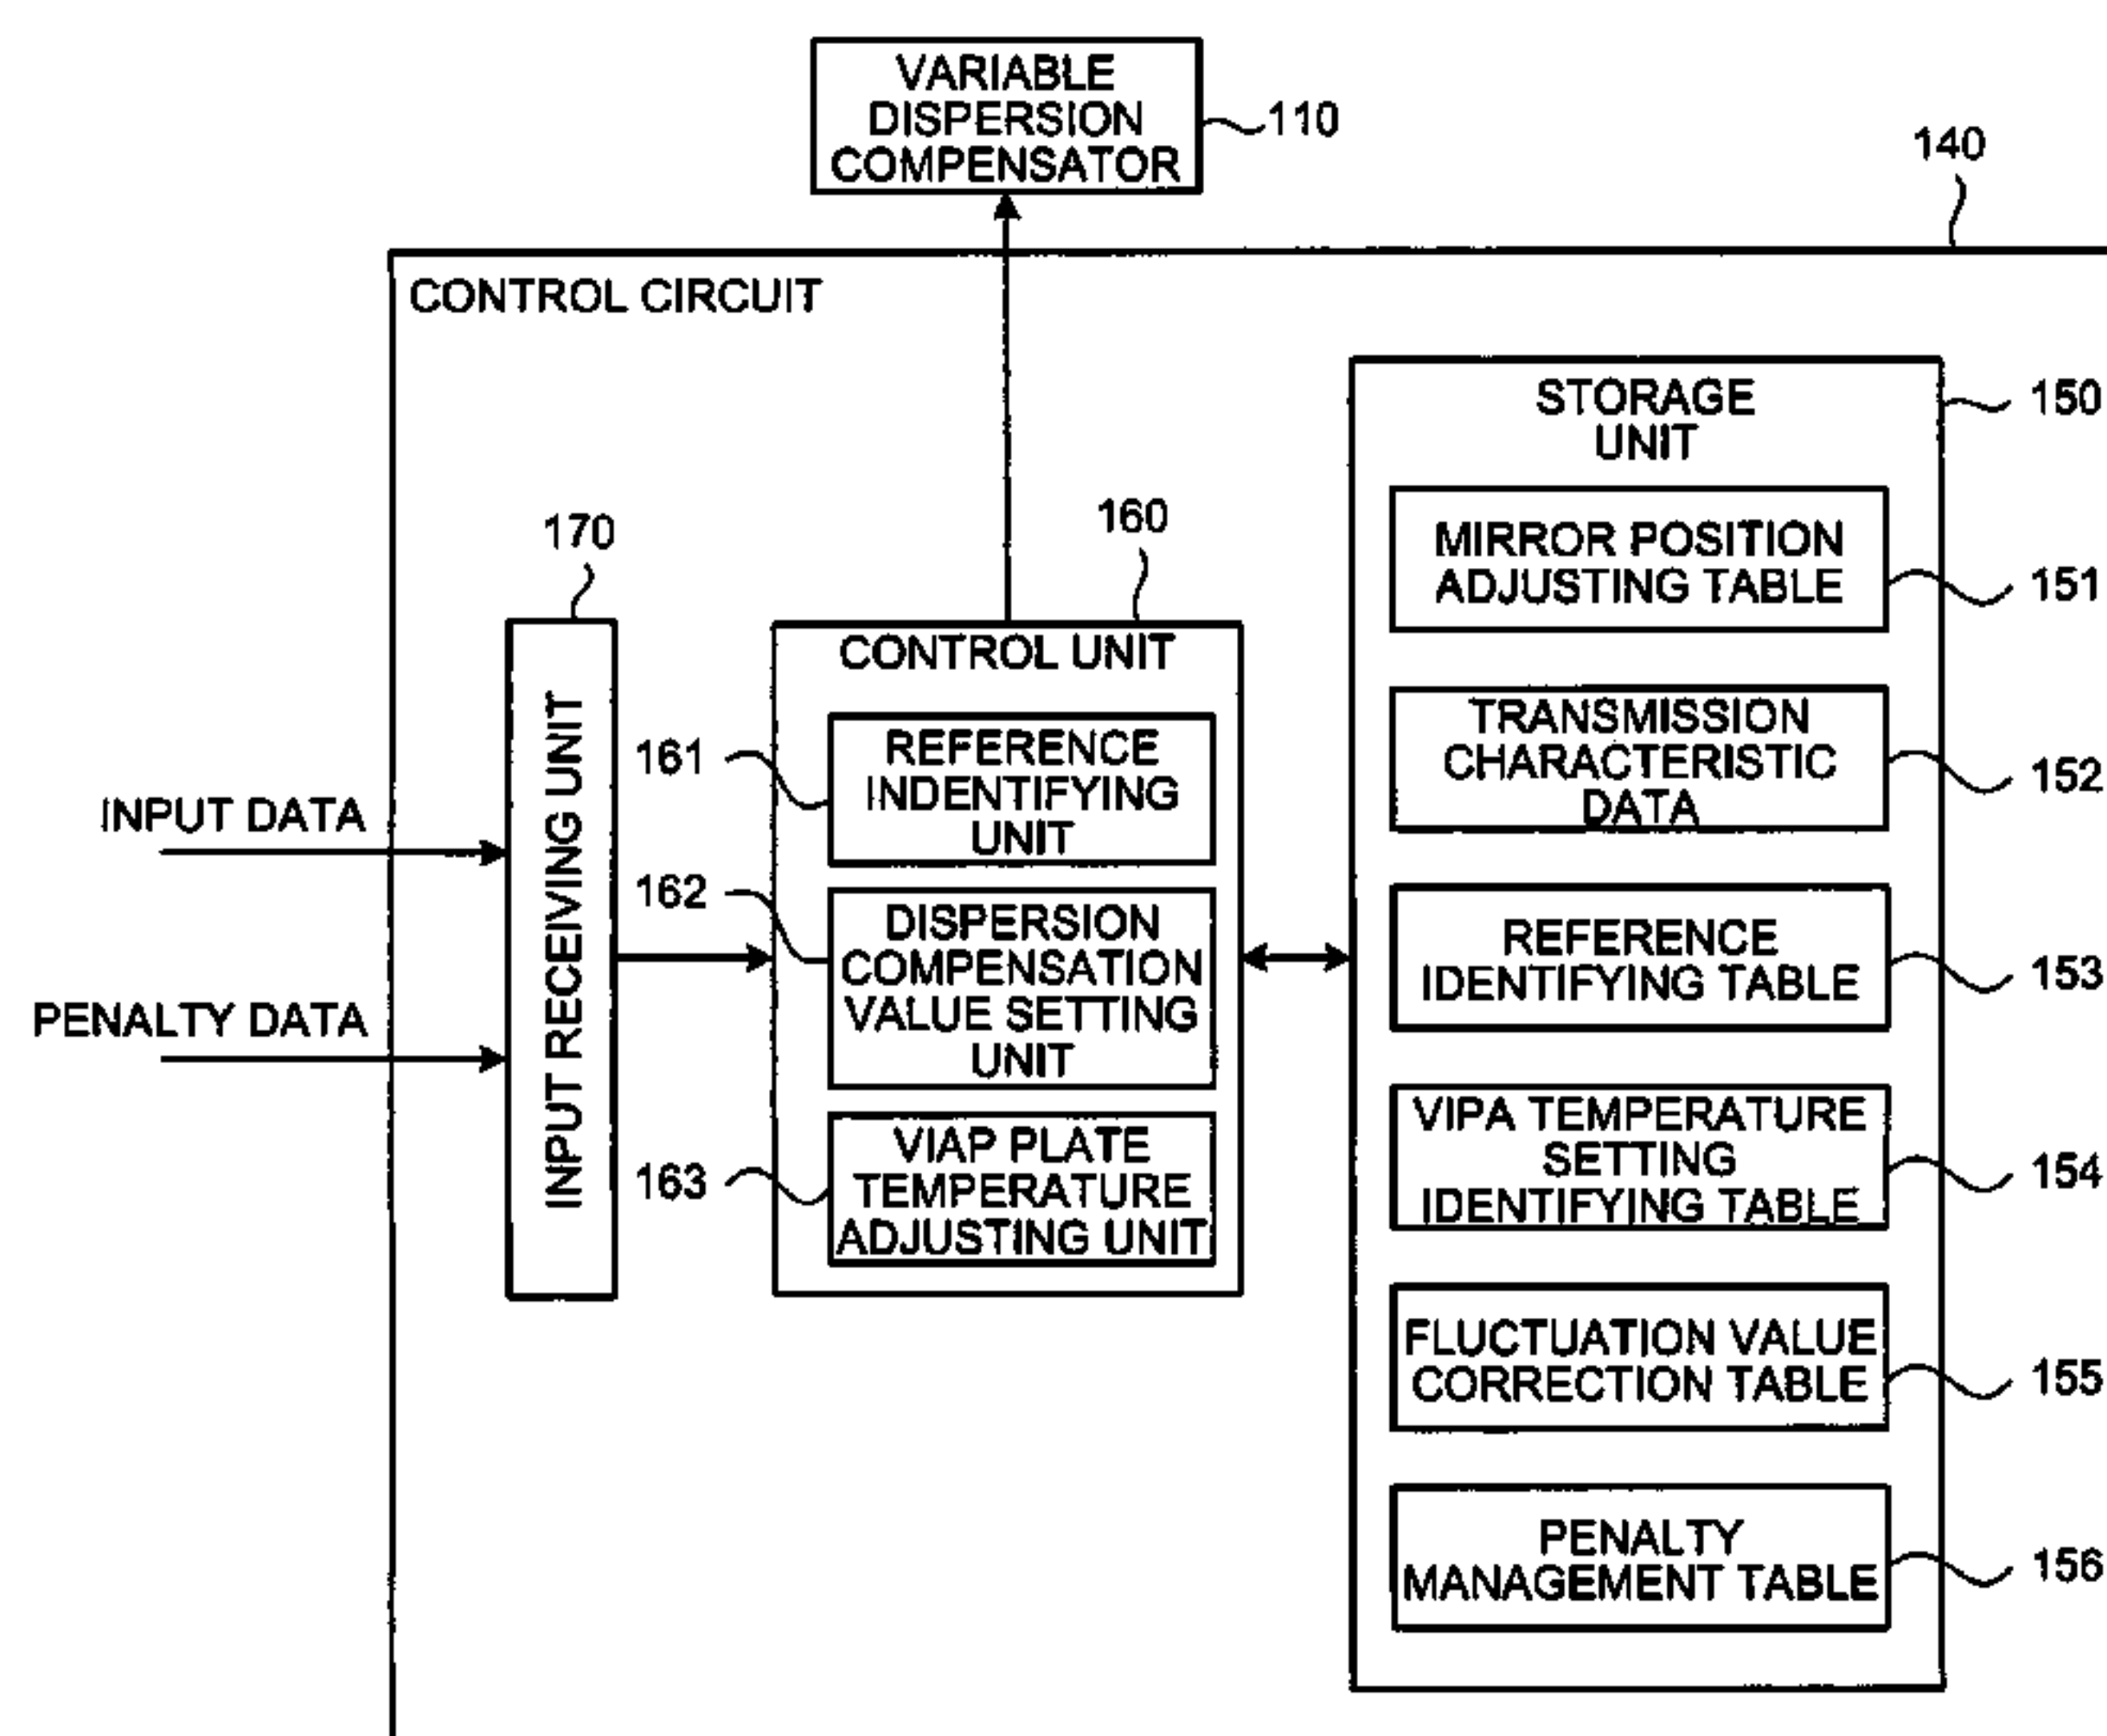 VARIABLE
DISPERSION
COMPENSATOR
110
140
CONTROL CIRCUIT
STORAGE
UNIT
150
MIRROR POSITION
ADJUSTING TABLE
151
TRANSMISSION
CHARACTERISTIC
DATA
152
REFERENCE
IDENTIFYING TABLE
153
VIPA TEMPERATURE
SETTING
IDENTIFYING TABLE
154
FLUCTUATION VALUE
CORRECTION TABLE
155
PENALTY
MANAGEMENT TABLE
156
160
CONTROL UNIT
161
REFERENCE
INDENTIFYING
UNIT
162
DISPERSION
COMPENSATION
VALUE SETTING
UNIT
163
VIAP PLATE
TEMPERATURE
ADJUSTING UNIT
170
INPUT RECEIVING UNIT
INPUT DATA
PENALTY DATA